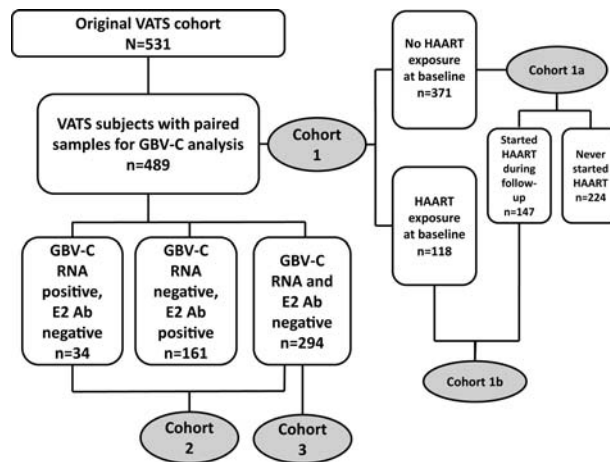 Original VATS cohort
N=531
VATS subjects with paired
samples for GBV-C analysis
n=489
Cohort
1
No HAART
exposure
at baseline
n=371
Cohort 1a
Started
HAART
during
follow-
up
n=147
Never
started
HAART
n=224
HAART
exposure
at baseline
n=118
Cohort 1b
GBV-C
RNA
positive,
E2 Ab
negative
n=34
GBV-C
RNA
negative,
E2 Ab
positive
n=161
GBV-C
RNA and
E2 Ab
negative
n=294
Cohort
2
Cohort
3